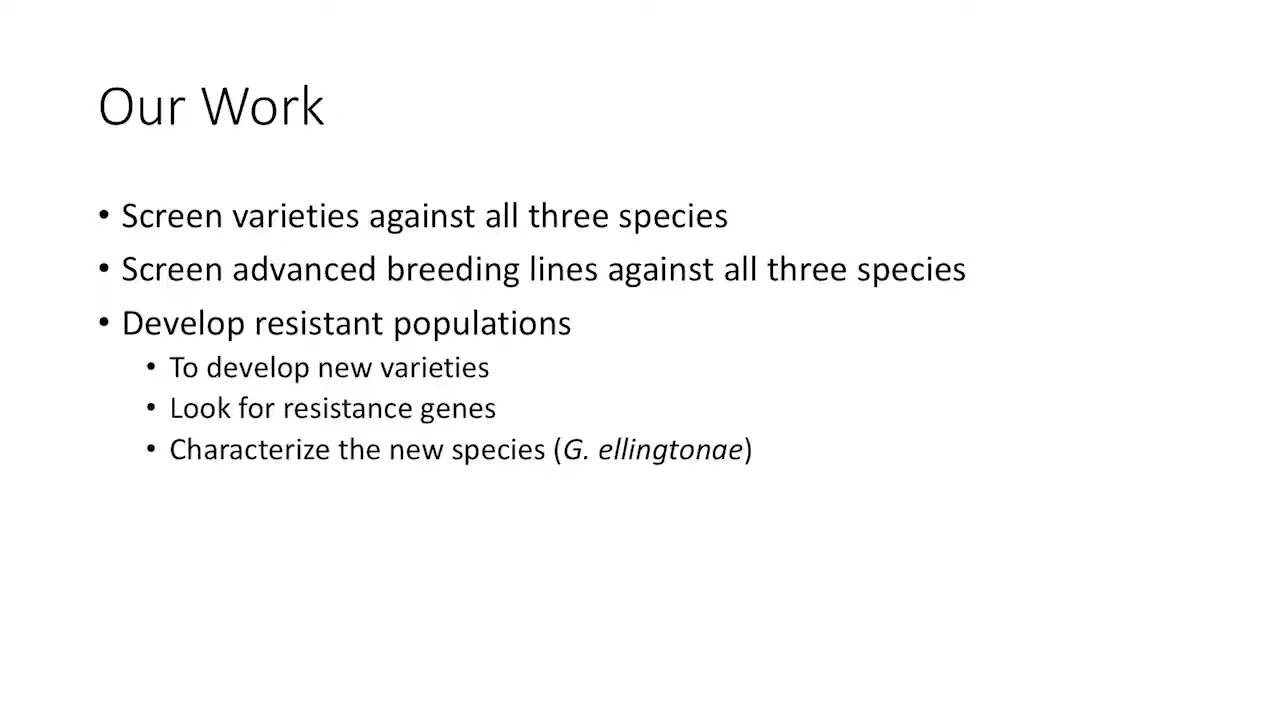 Our Work
• Screen varieties against all three species
• Screen advanced breeding lines against all three species
• Develop resistant populations
• To develop new varieties
• Look for resistance genes
• Characterize the new species (G. ellingtonae)